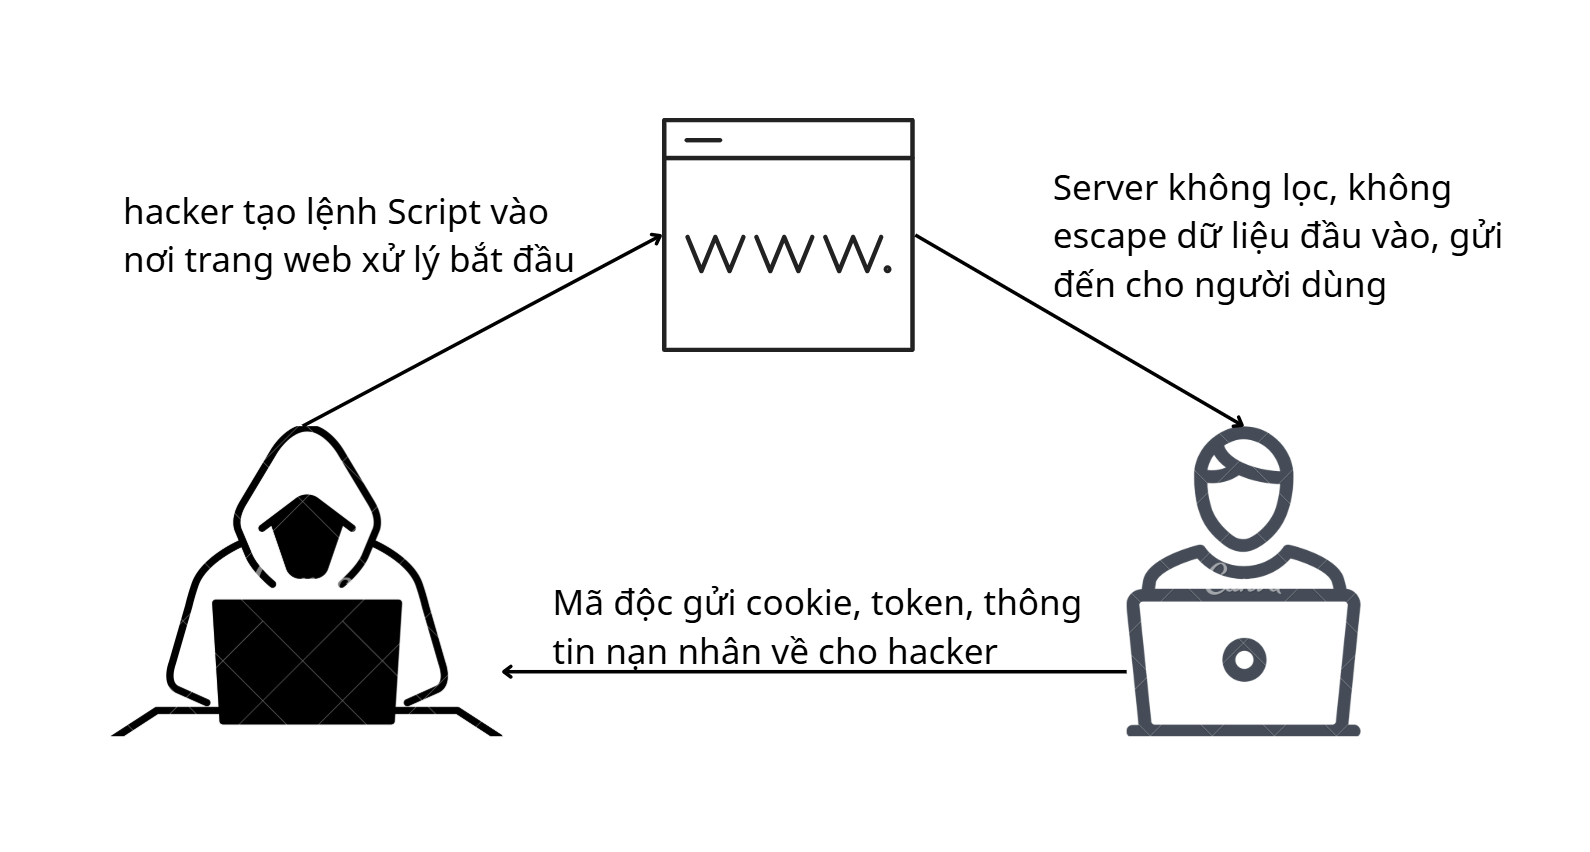 hacker tạo lệnh Script vào
nơi trang web xử lý bắt đầu
WWW.
Server không lọc, không
escape dữ liệu đầu vào, gửi
đến cho người dùng
Mã độc gửi cookie, token, thông
tin nạn nhân về cho hacker
Canva